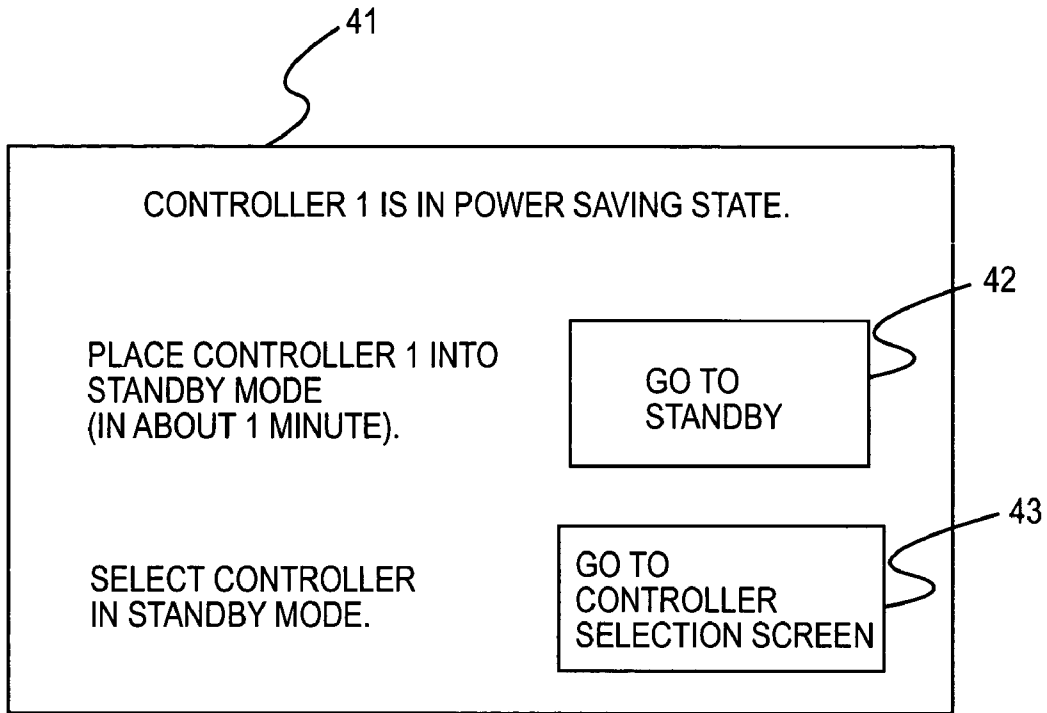 41
CONTROLLER 1 IS IN POWER SAVING STATE.
42
PLACE CONTROLLER 1 INTO
STANDBY MODE
(IN ABOUT 1 MINUTE).
GO TO
STANDBY
43
SELECT CONTROLLER
IN STANDBY MODE.
GO TO
CONTROLLER
SELECTION SCREEN